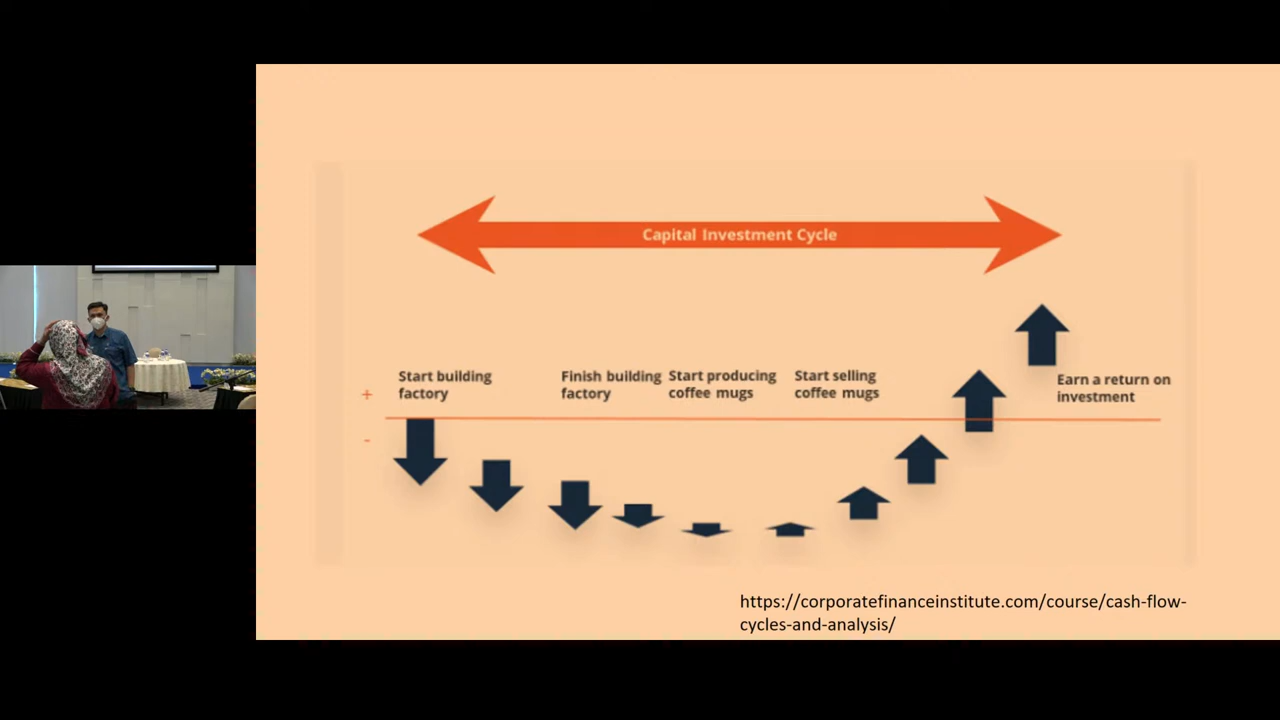 Capital Investment Cycle
Start building
factory
Finish building
factory
Start producing
coffee mugs
Start selling
coffee mugs
Earn a return on
investment
+
-
https://corporatefinanceinstitute.com/course/cash-flow-
cycles-and-analysis/